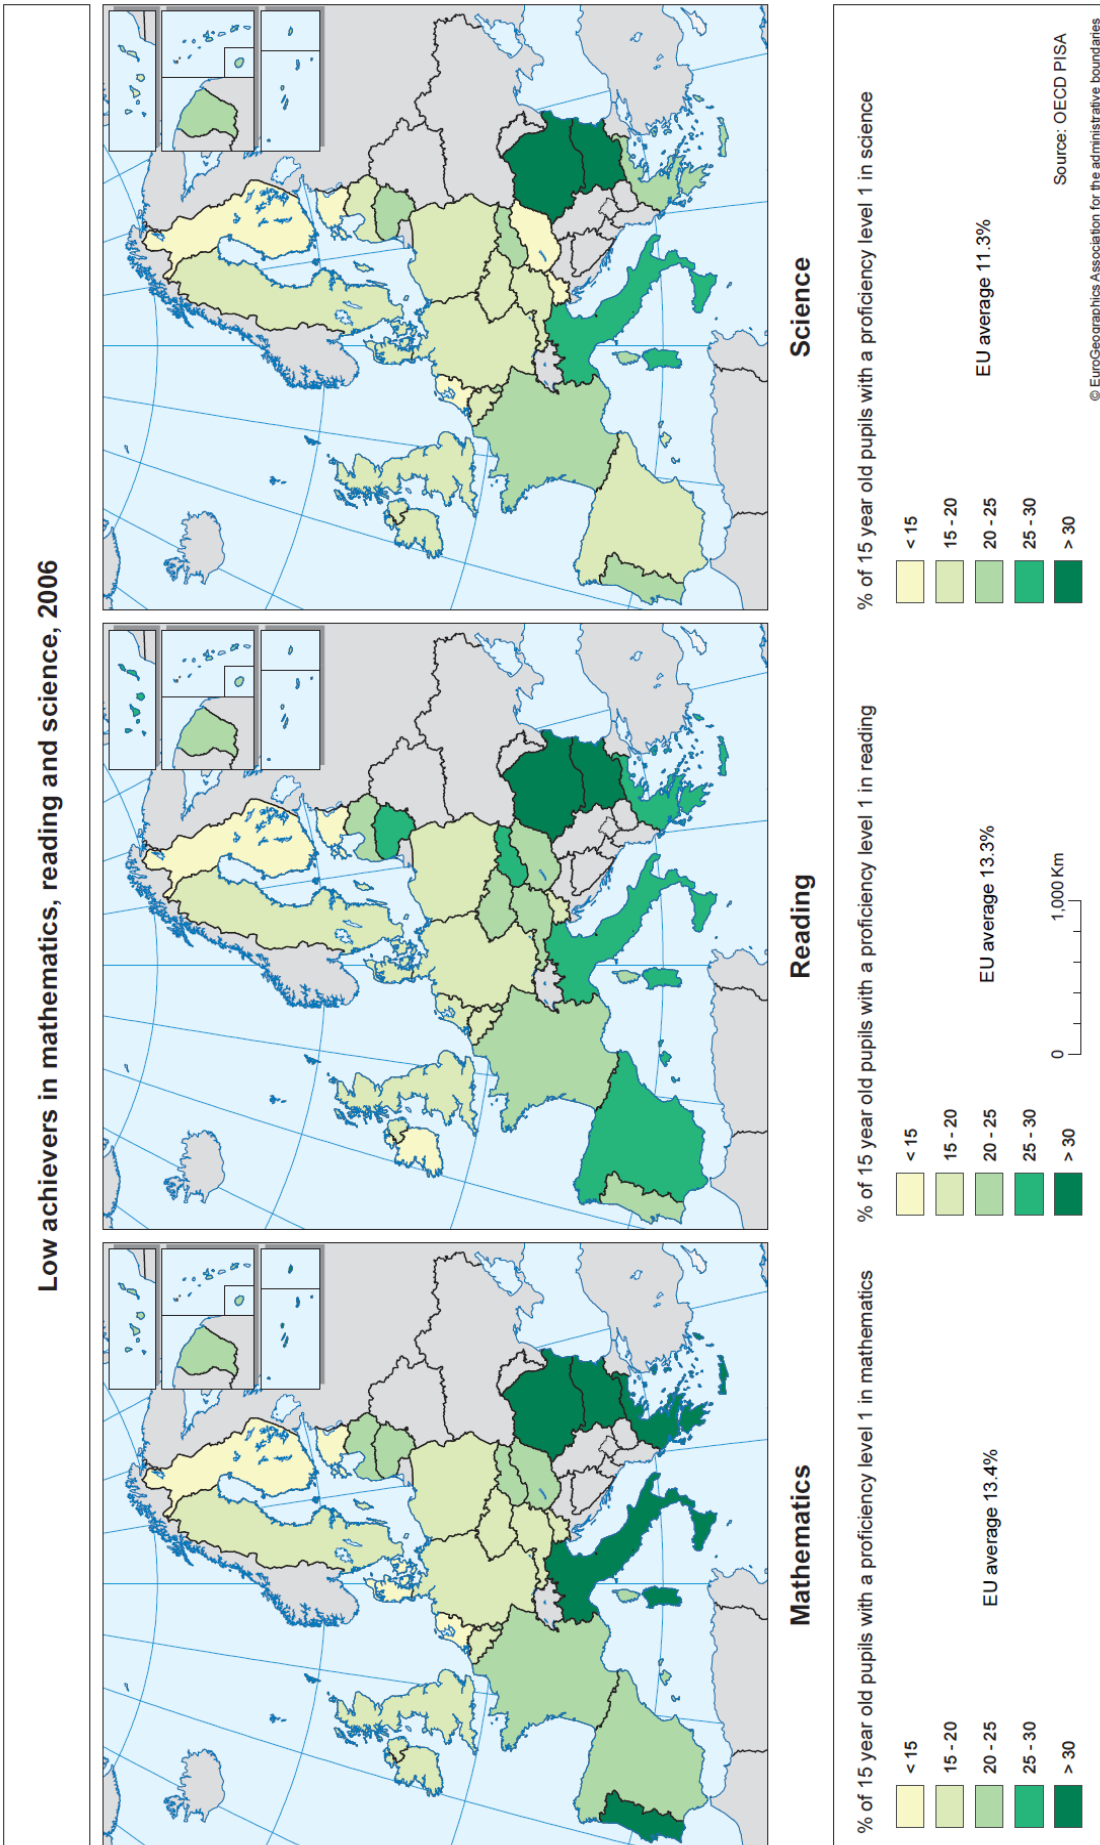 Low achievers in mathematics, reading and science, 2006
Mathematics
Reading
Science
% of 15 year old pupils with a proficiency level 1 in mathematics
< 15
15 - 20
20 - 25
25 - 30
> 30
EU average 13.4%
% of 15 year old pupils with a proficiency level 1 in reading
< 15
15 - 20
20 - 25
25 - 30
> 30
EU average 13.3%
0 1,000 Km
% of 15 year old pupils with a proficiency level 1 in science
< 15
15 - 20
20 - 25
25 - 30
> 30
EU average 11.3%
Source: OECD PISA
© EuroGeographics Association for the administrative boundaries